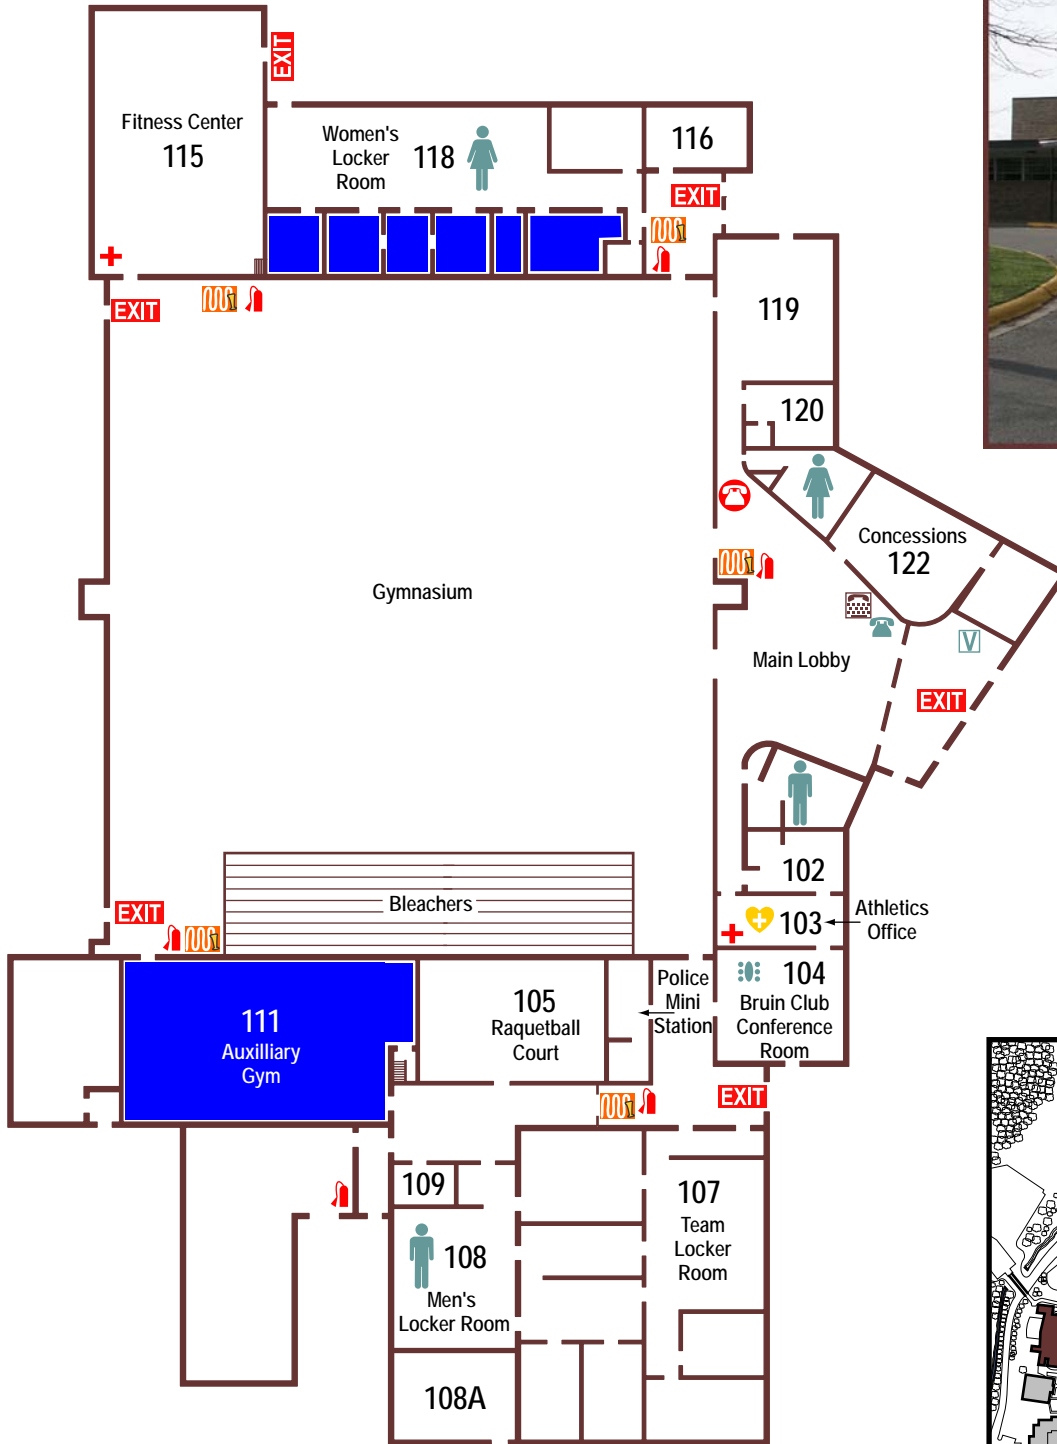 EXIT
Fitness Center
115
Women's
Locker
Room
118
116
EXIT
EXIT
119
120
Concessions
122
Gymnasium
Main Lobby
V
EXIT
102
Bleachers
EXIT
103
Athletics
Office
104
Bruin Club
Conference
Room
Police
Mini
Station
105
Raquetball
Court
111
Auxilliary
Gym
EXIT
109
107
Team
Locker
Room
108
Men's
Locker Room
108A